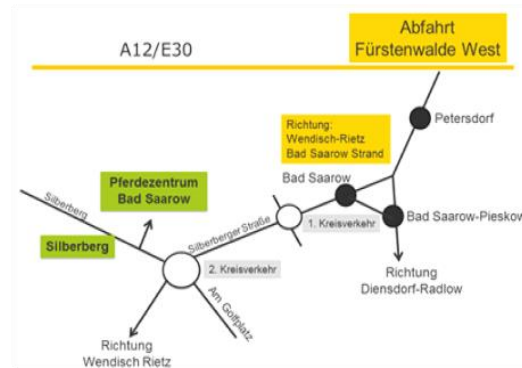 A12/E30
Abfahrt
Fürstenwalde West
Petersdorf
Richtung:
Wendisch-Rietz
Bad Saarow Strand
Bad Saarow
Pferdezentrum
Bad Saarow
Silberberg
Silberberg
Silberberger Straße
1. Kreisverkehr
Bad Saarow-Pieskow
2. Kreisverkehr
Am Golfplatz
Richtung
Diensdorf-Radlow
Richtung
Wendisch Rietz